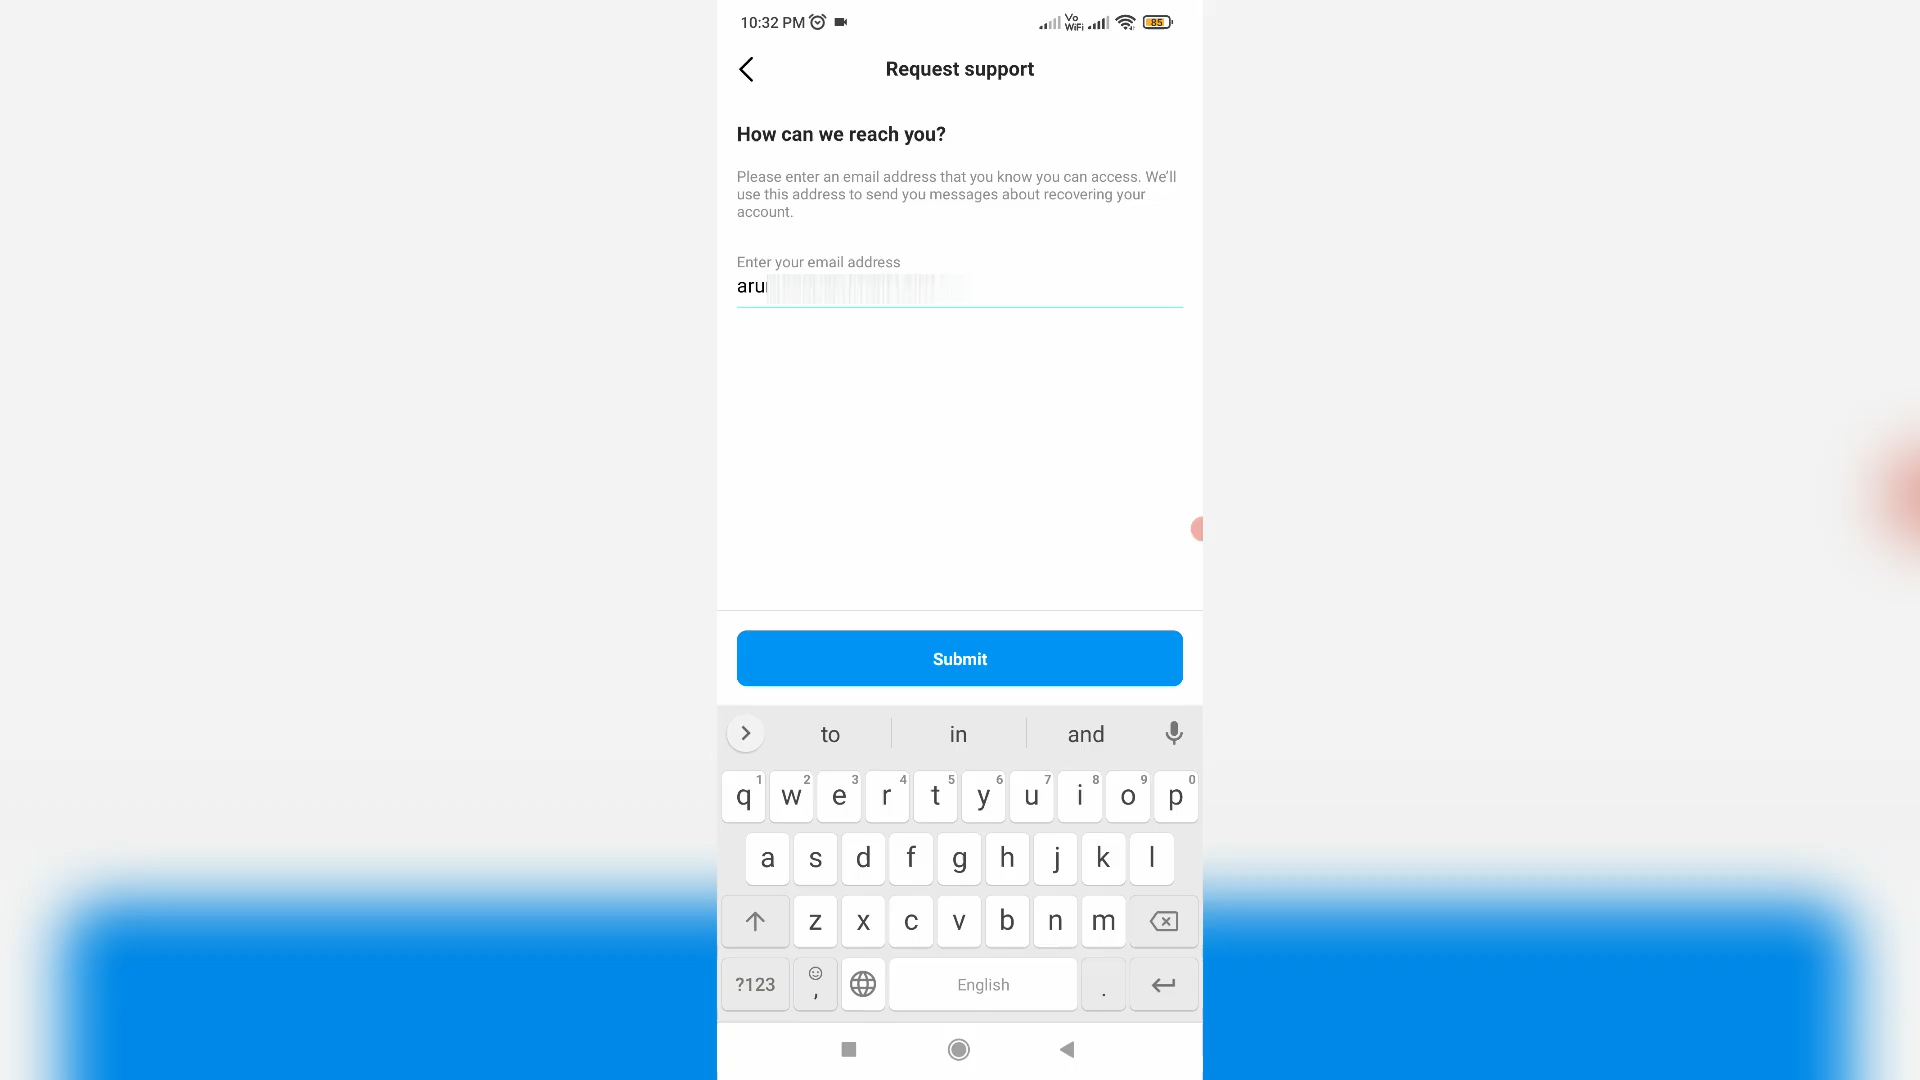 10:32 PM
Vo
WiFi
85
Request support
How can we reach you?
Please enter an email address that you know you can access. We'll
use this address to send you messages about recovering your
account.
Enter your email address
aru
Submit
to in and
1 2 3 4 5 6 7 8 9 0
q w e r t y u i o p
a s d f g h j k l
z x c v b n m
?123 , English .